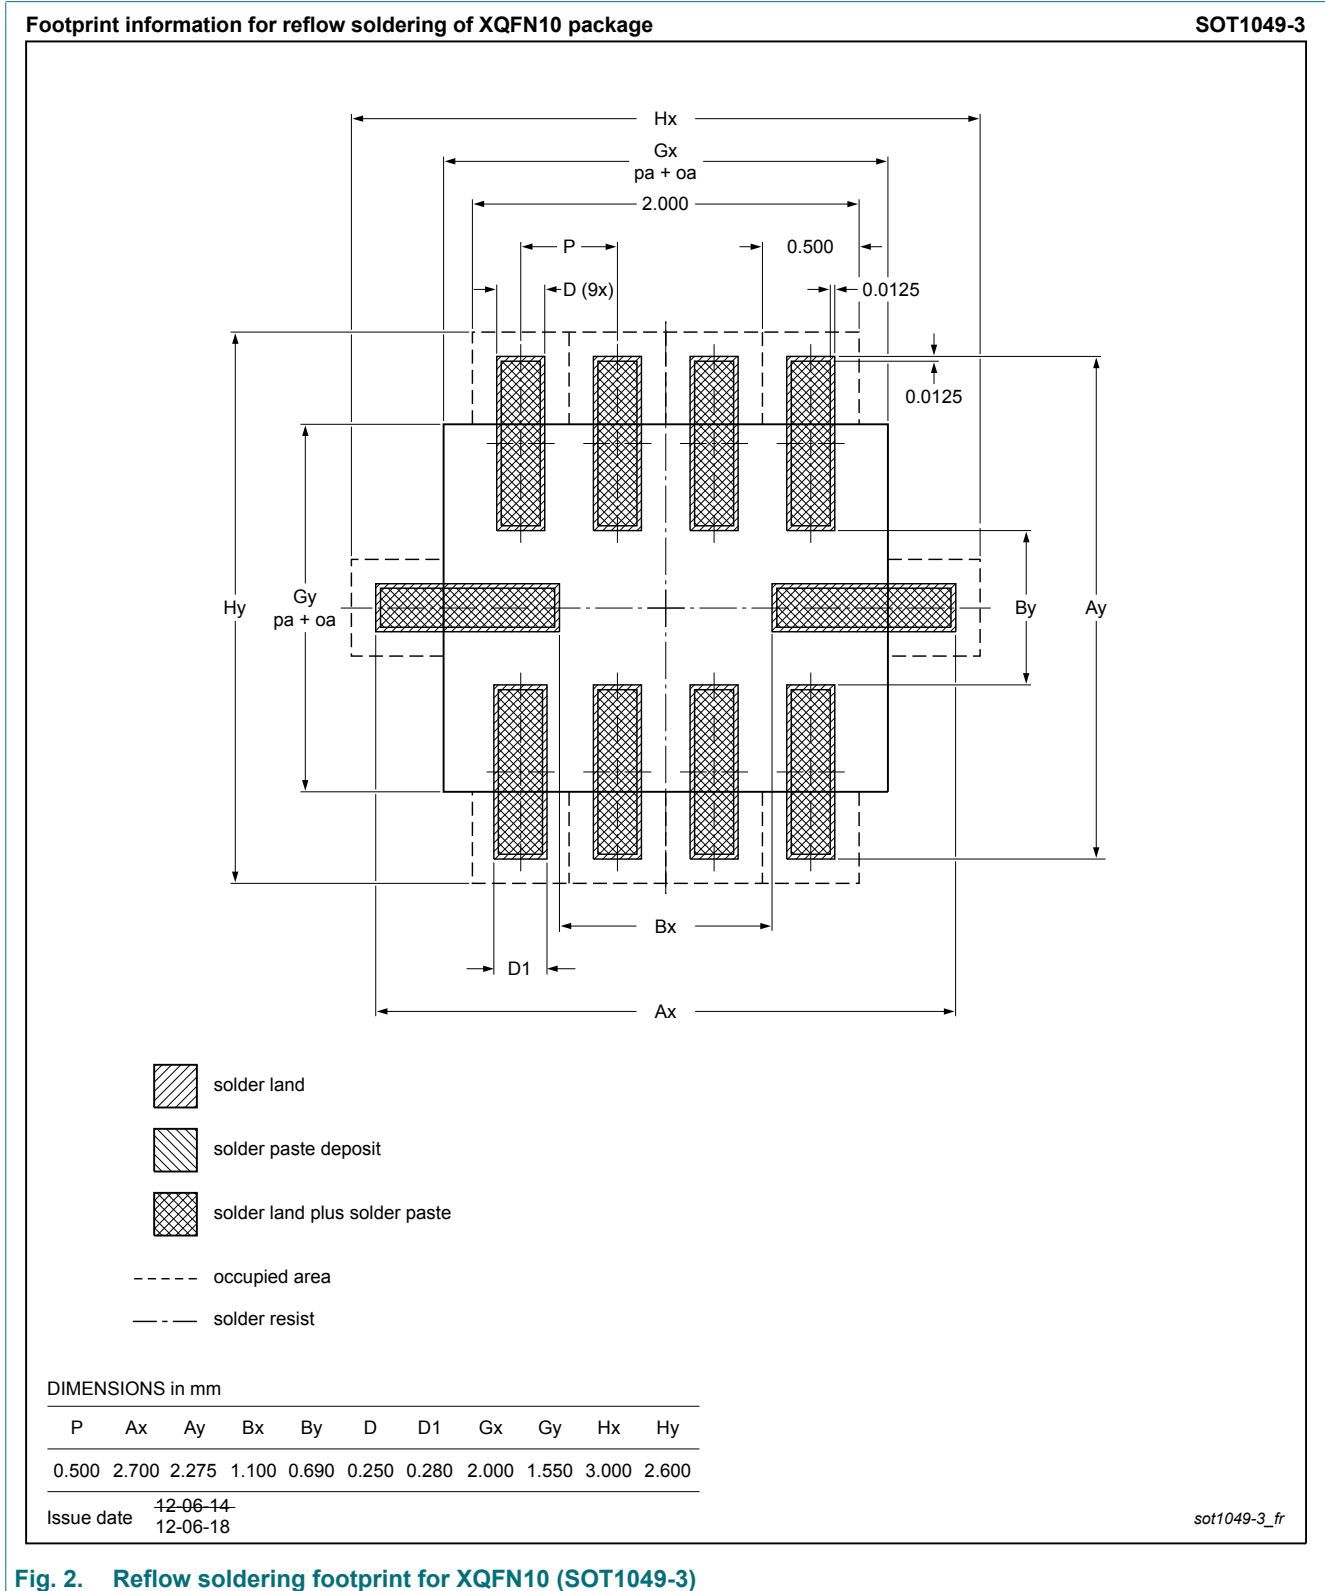 Footprint information for reflow soldering of XQFN10 package SOT1049-3
Hx
Gx
pa + oa
2.000
P
0.500
D (9x)
0.0125
0.0125
Hy
Gy
pa + oa
By
Ay
Bx
D1
Ax
solder land
solder paste deposit
solder land plus solder paste
occupied area
solder resist
DIMENSIONS in mm
P Ax Ay Bx By D D1 Gx Gy Hx Hy
0.500 2.700 2.275 1.100 0.690 0.250 0.280 2.000 1.550 3.000 2.600
Issue date
12-06-14
12-06-18
sot1049-3_fr
Fig. 2. Reflow soldering footprint for XQFN10 (SOT1049-3)